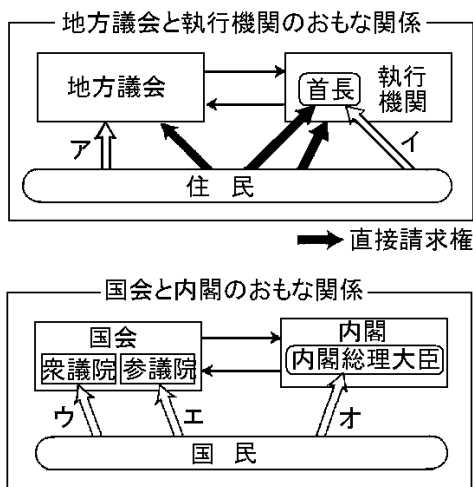 地方議会と執行機関のおもな関係
地方議会
首長
執行
機関
ア
イ
住 民
直接請求権
国会と内閣のおもな関係
国会
衆議院 参議院
内閣
内閣総理大臣
ウ
エ
オ
国 民